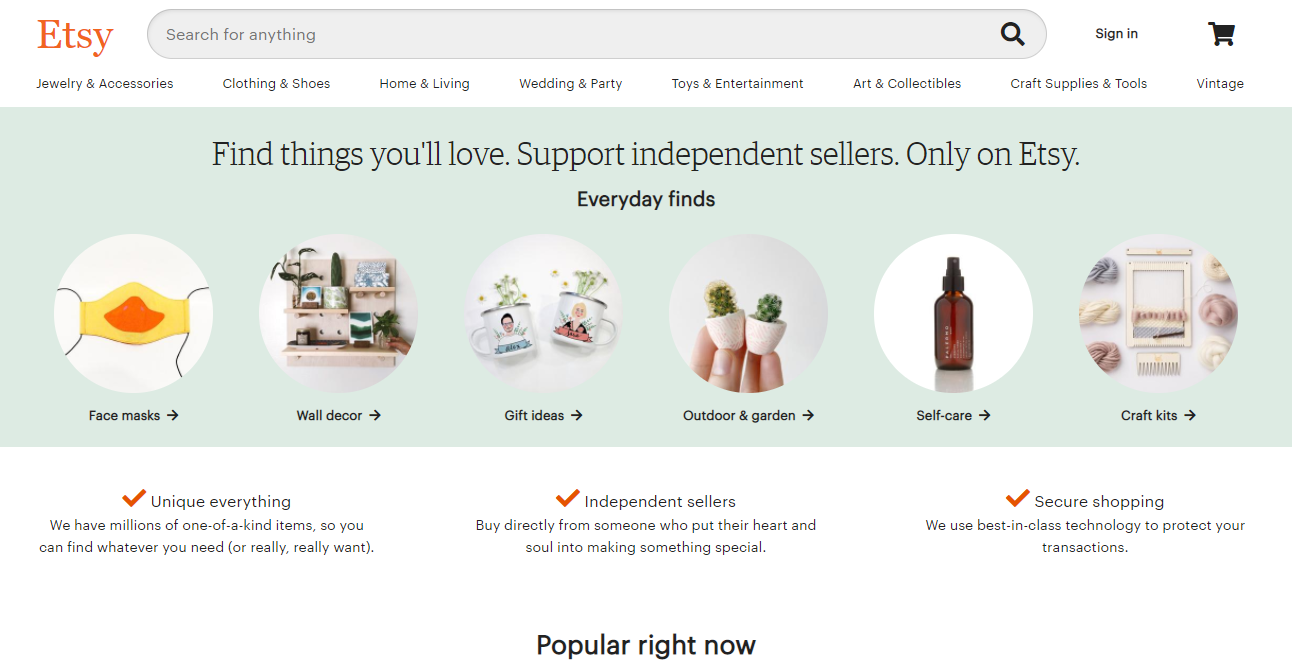 Etsy
Search for anything
Sign in
Jewelry & Accessories
Clothing & Shoes
Home & Living
Wedding & Party
Toys & Entertainment
Art & Collectibles
Craft Supplies & Tools
Vintage
Find things you'll love. Support independent sellers. Only on Etsy.
Everyday finds
Face masks
Wall decor
Gift ideas
Outdoor & garden
Self-care
Craft kits
Unique everything
We have millions of one-of-a-kind items, so you
can find whatever you need (or really, really want).
Independent sellers
Buy directly from someone who put their heart and
soul into making something special.
Secure shopping
We use best-in-class technology to protect your
transactions.
Popular right now